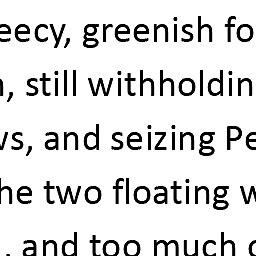 eecy, greenish fo
, still withholdin
ws, and seizing Pe
he two floating w
, and too much